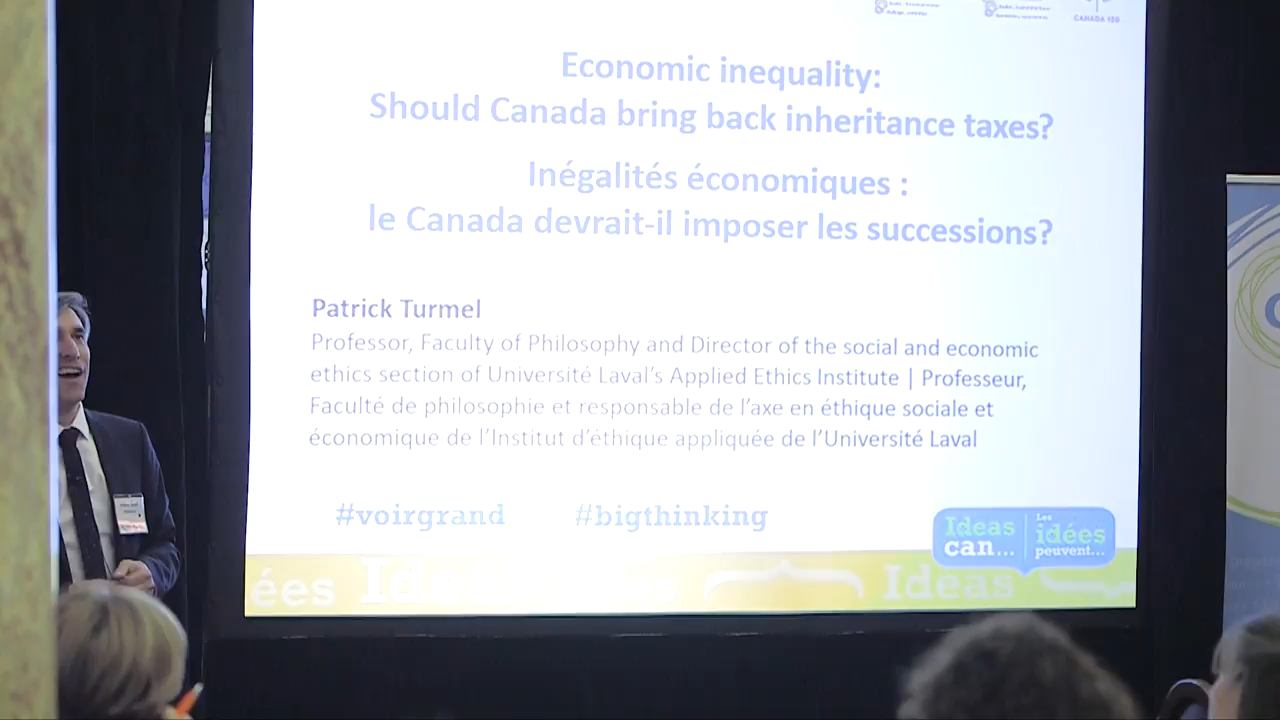 CANADA 150
Economic inequality:
Should Canada bring back inheritance taxes?
Inégalités économiques :
le Canada devrait-il imposer les successions?
Patrick Turmel
Professor, Faculty of Philosophy and Director of the social and economic
ethics section of Université Laval's Applied Ethics Institute | Professeur,
Faculté de philosophie et responsable de l'axe en éthique sociale et
économique de l'Institut d'éthique appliquée de l'Université Laval
#voirgrand #bigthinking
Ideas can...
Les idées peuvent...
ées Ideas